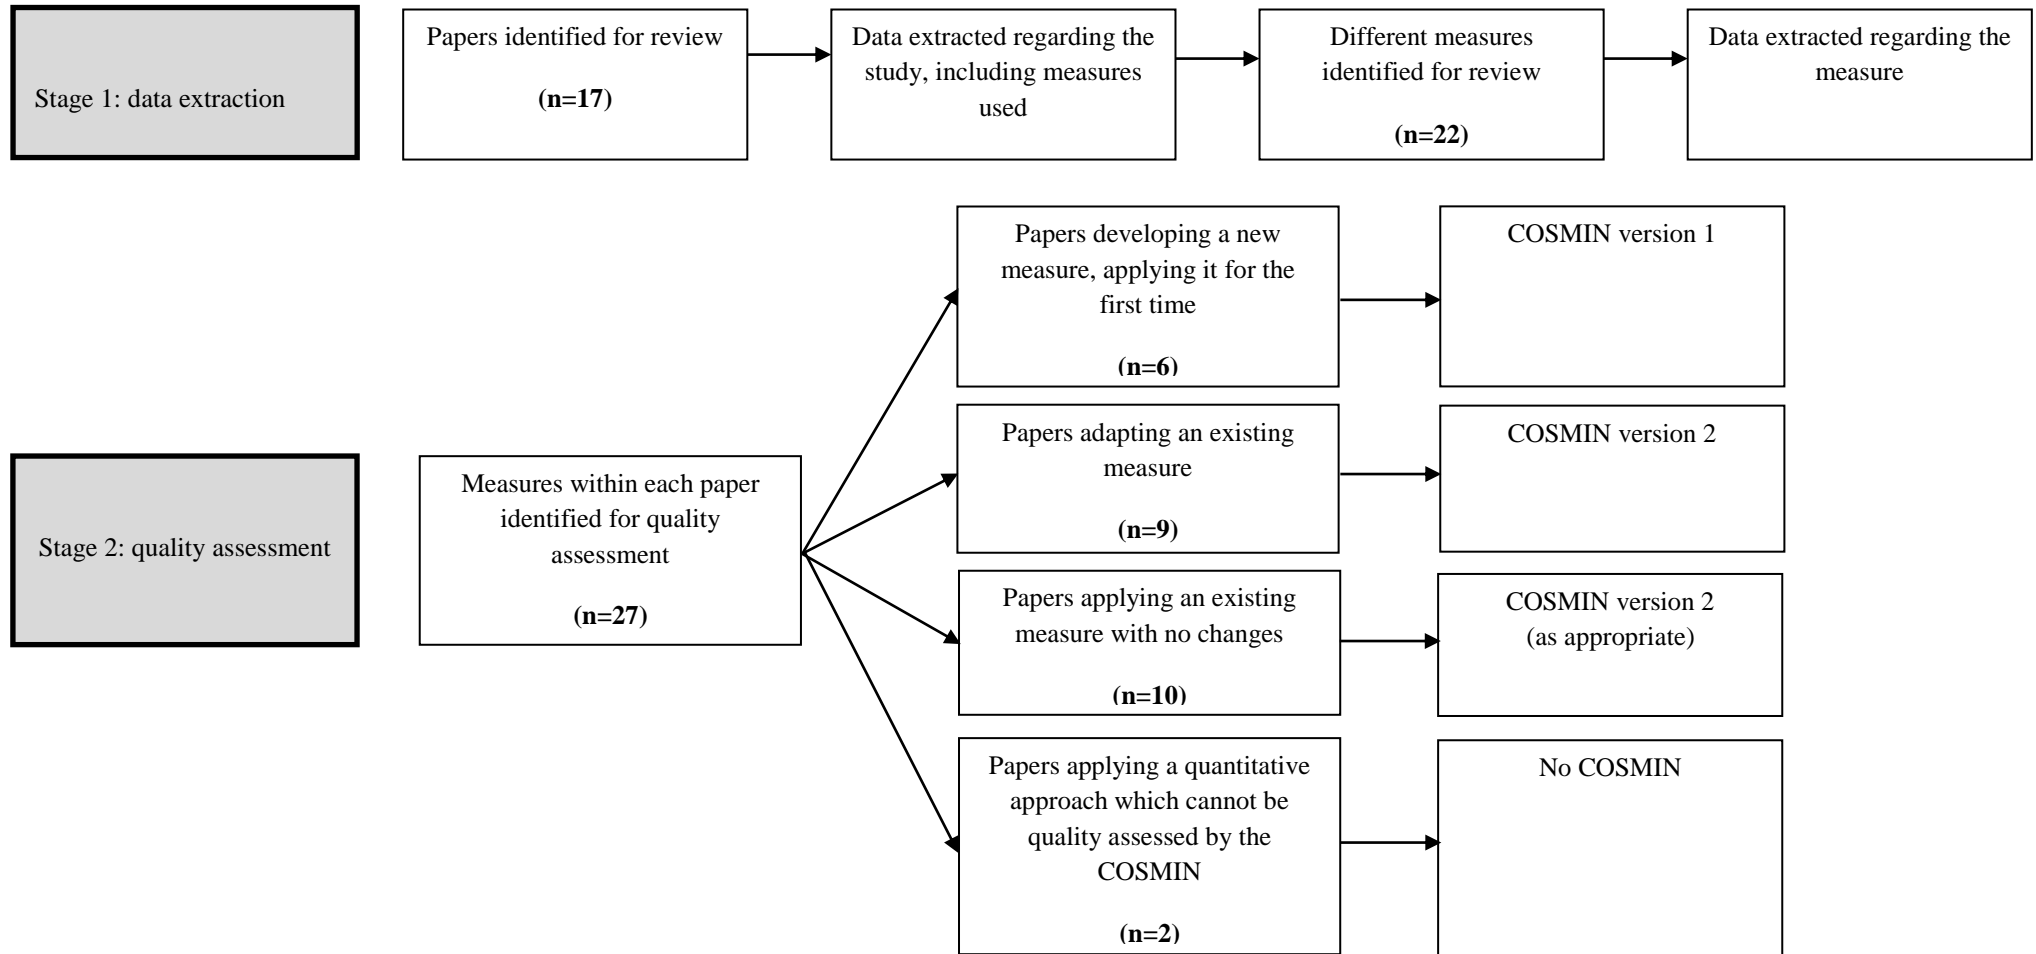 Stage 1: data extraction
Papers identified for review
(n=17)
Data extracted regarding the
study, including measures
used
Different measures
identified for review
(n=22)
Data extracted regarding the
measure
Stage 2: quality assessment
Measures within each paper
identified for quality
assessment
(n=27)
Papers developing a new
measure, applying it for the
first time
(n=6)
COSMIN version 1
Papers adapting an existing
measure
(n=9)
COSMIN version 2
Papers applying an existing
measure with no changes
(n=10)
COSMIN version 2
(as appropriate)
Papers applying a quantitative
approach which cannot be
quality assessed by the
COSMIN
(n=2)
No COSMIN